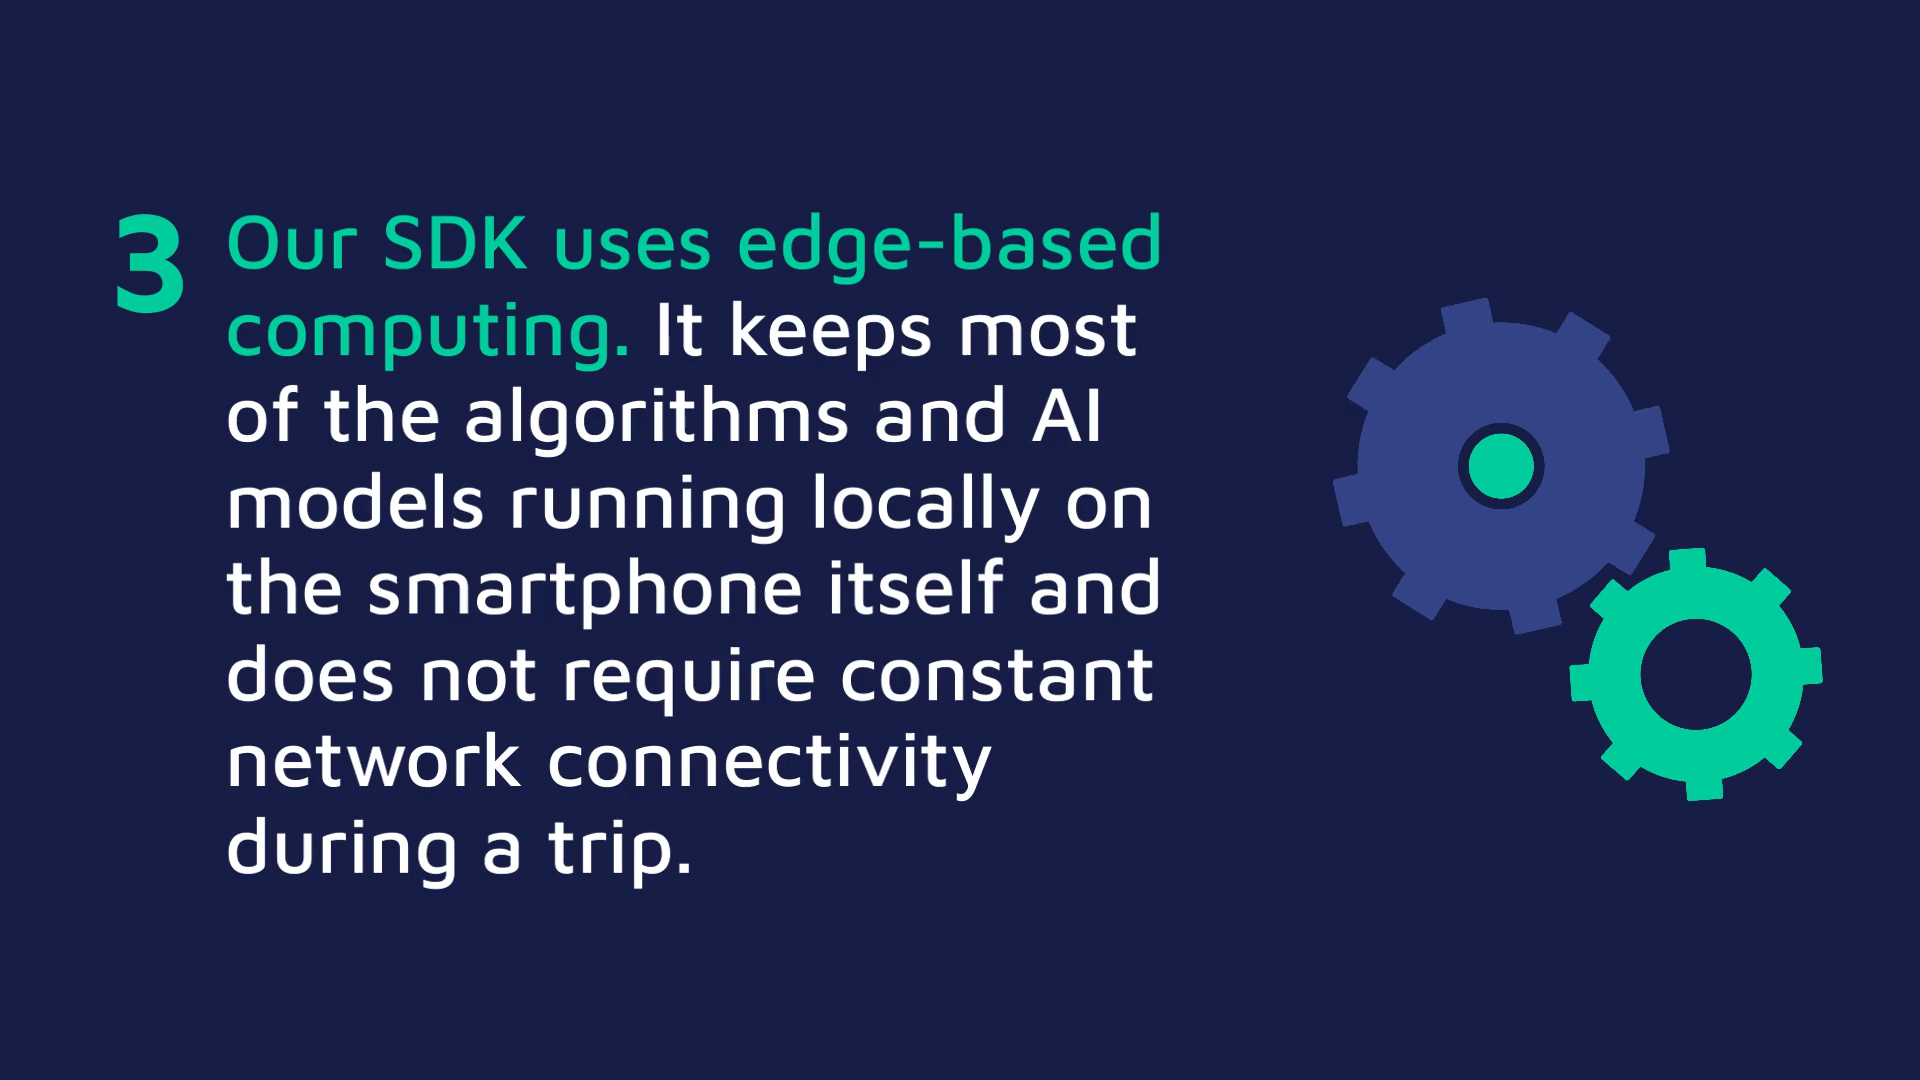 3 Our SDK uses edge-based
computing. It keeps most
of the algorithms and AI
models running locally on
the smartphone itself and
does not require constant
network connectivity
during a trip.